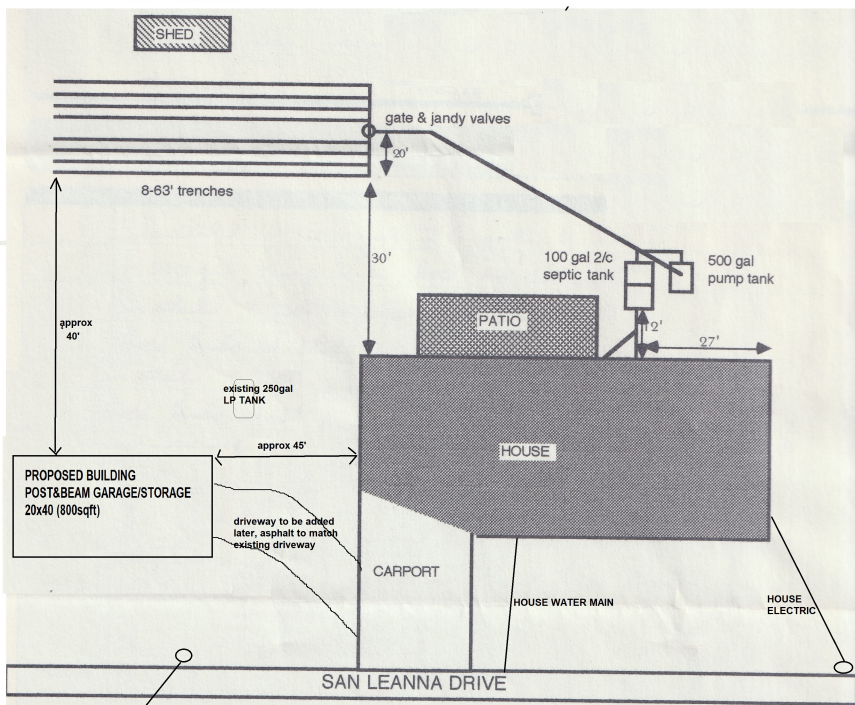 SHED
gate & jandy valves
20'
8-63' trenches
30'
100 gal 2/c
septic tank
500 gal
pump tank
approx
40'
PATIO
12'
27'
existing 250gal
LP TANK
approx 45'
HOUSE
PROPOSED BUILDING
POST&BEAM GARAGE/STORAGE
20x40 (800sqft)
driveway to be added
later, asphalt to match
existing driveway
CARPORT
HOUSE WATER MAIN
HOUSE
ELECTRIC
SAN LEANNA DRIVE